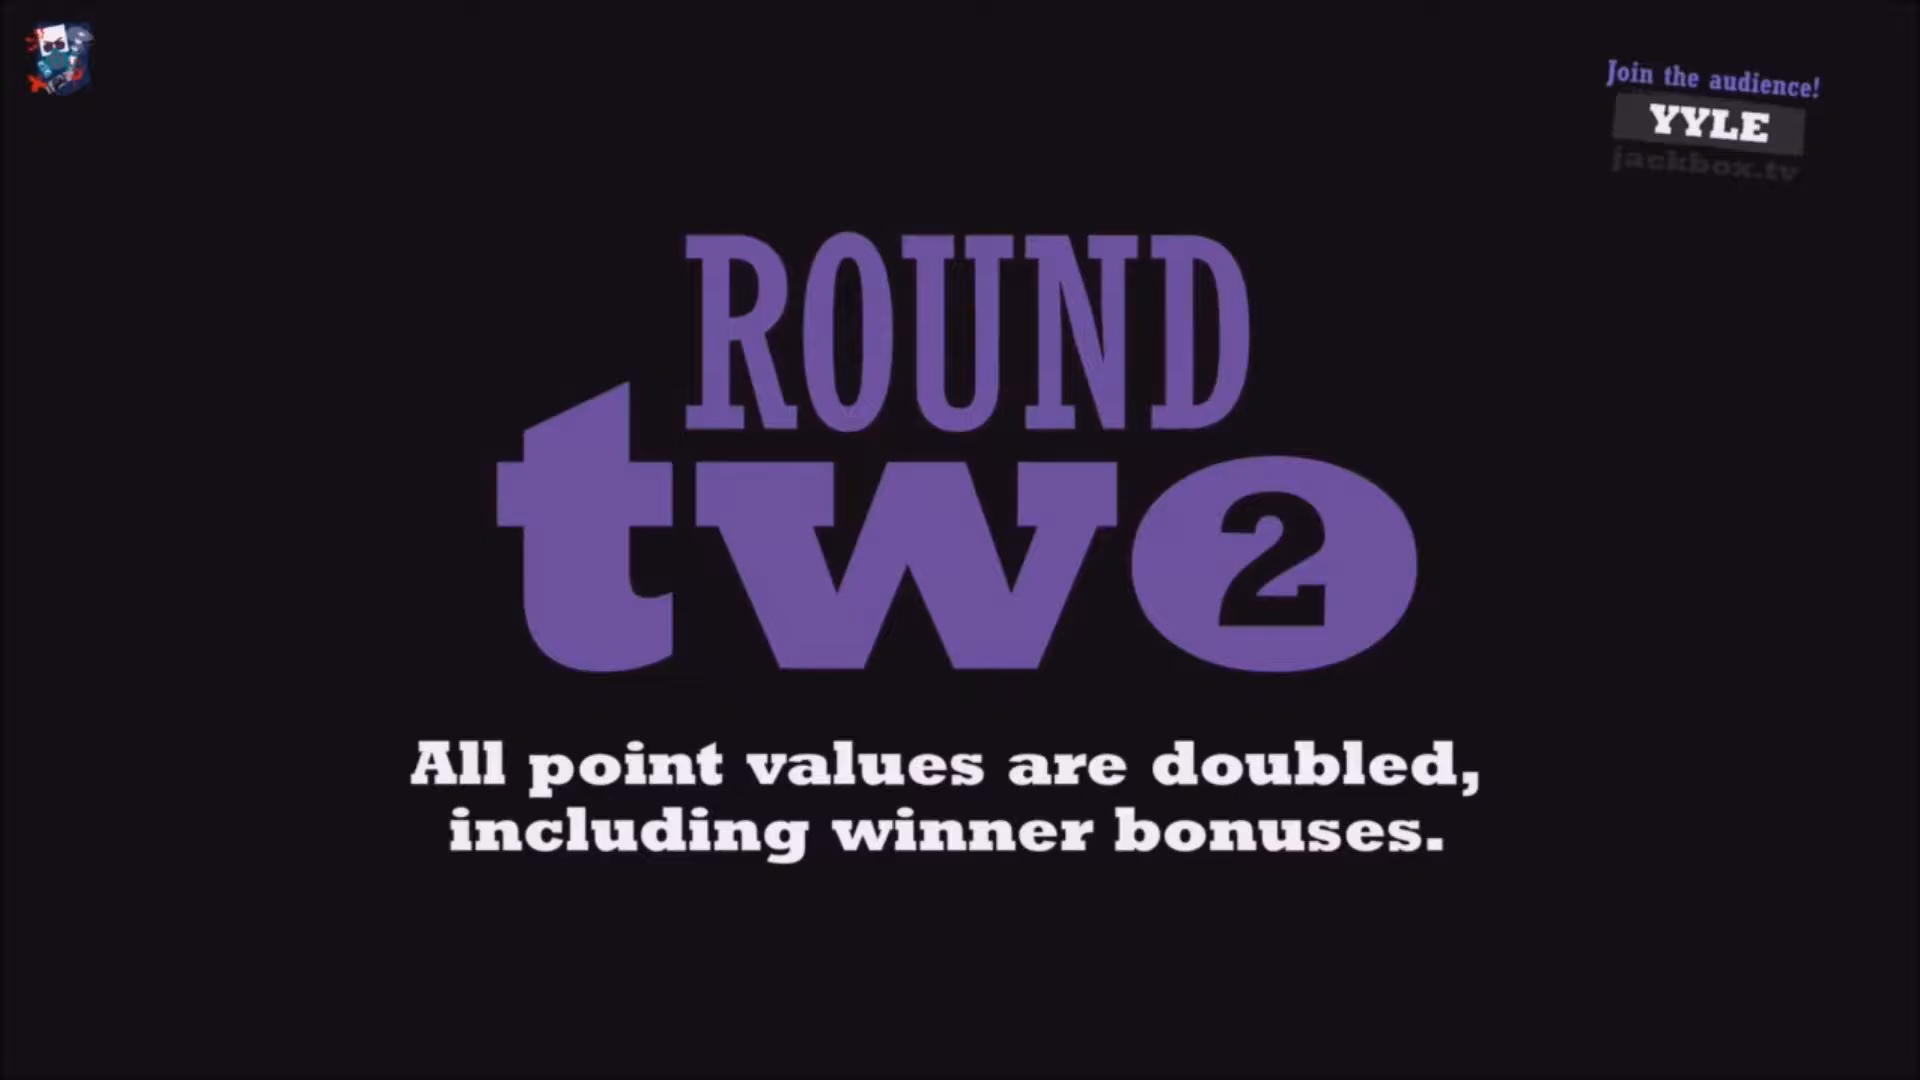 Join the audience!
YYLE
jackbox.tv
ROUND
two
2
All point values are doubled,
including winner bonuses.